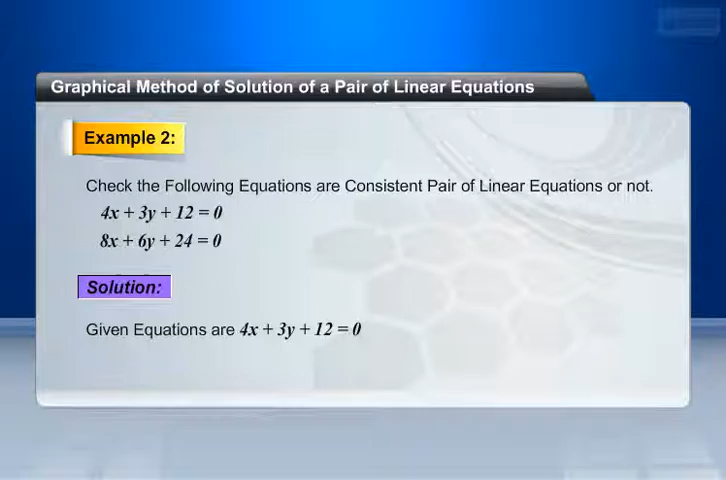 Graphical Method of Solution of a Pair of Linear Equations
Example 2:
Check the Following Equations are Consistent Pair of Linear Equations or not.
4x + 3y + 12 = 0
8x + 6y + 24 = 0
Solution:
Given Equations are 4x + 3y + 12 = 0